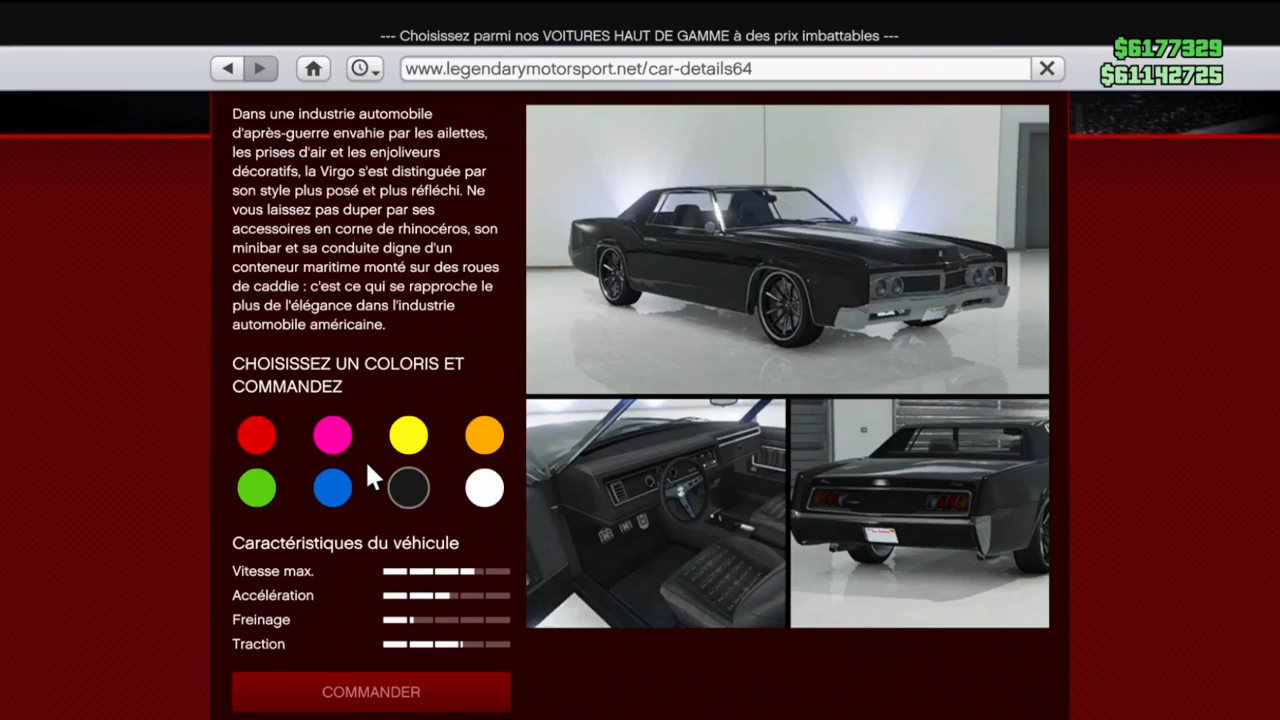 --- Choisissez parmi nos VOITURES HAUT DE GAMME à des prix imbattables ---
$6177329
$61142725
www.legendarymotorsport.net/car-details64
Dans une industrie automobile
d'après-guerre envahie par les ailettes,
les prises d'air et les enjoliveurs
décoratifs, la Virgo s'est distinguée par
son style plus posé et plus réfléchi. Ne
vous laissez pas duper par ses
accessoires en corne de rhinocéros, son
minibar et sa conduite digne d'un
conteneur maritime monté sur des roues
de caddie : c'est ce qui se rapproche le
plus de l'élégance dans l'industrie
automobile américaine.
CHOISISSEZ UN COLORIS ET
COMMANDEZ
Caractéristiques du véhicule
Vitesse max.
Accélération
Freinage
Traction
COMMANDER